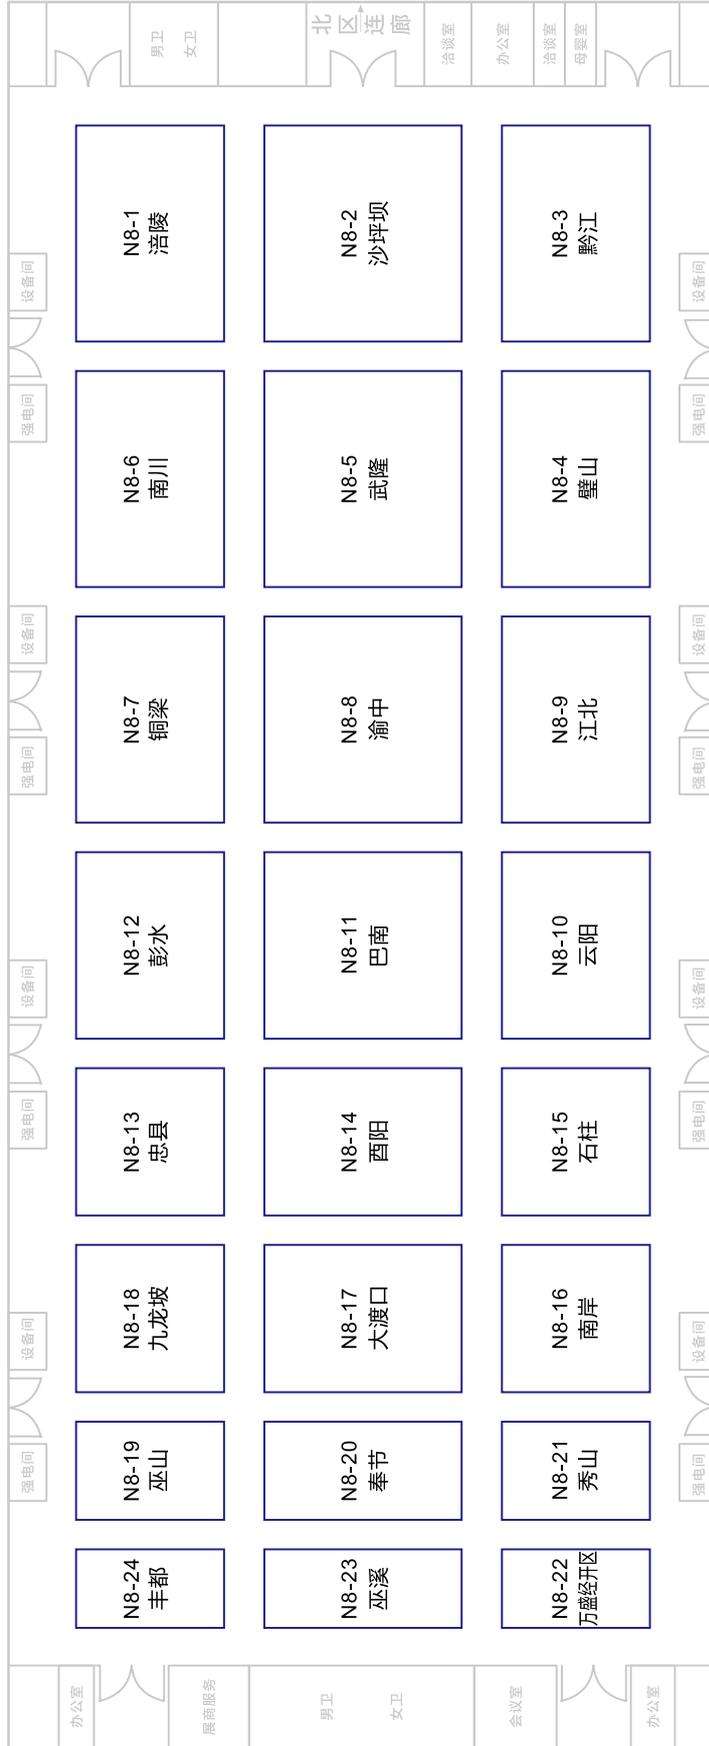 男卫
女卫
北区连廊
洽谈室
办公室
洽谈室
母婴室
N8-1
涪陵
N8-2
沙坪坝
N8-3
黔江
设备间
设备间
强电间
强电间
N8-6
南川
N8-5
武隆
N8-4
璧山
设备间
设备间
N8-7
铜梁
N8-8
渝中
N8-9
江北
强电间
强电间
N8-12
彭水
N8-11
巴南
N8-10
云阳
设备间
设备间
强电间
强电间
N8-13
忠县
N8-14
酉阳
N8-15
石柱
N8-18
九龙坡
N8-17
大渡口
N8-16
南岸
设备间
设备间
强电间
强电间
N8-19
巫山
N8-20
奉节
N8-21
秀山
N8-24
丰都
N8-23
巫溪
N8-22
万盛经开区
办公室
展商服务
男卫
女卫
会议室
办公室